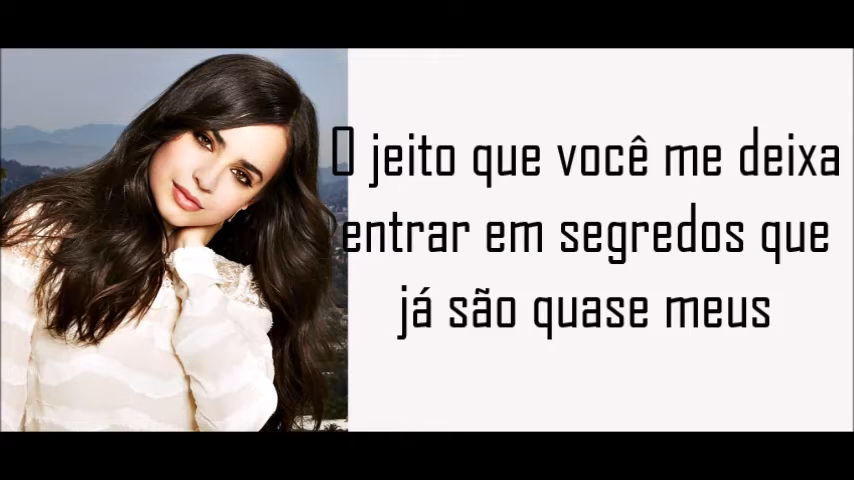 O jeito que você me deixa
entrar em segredos que
já são quase meus